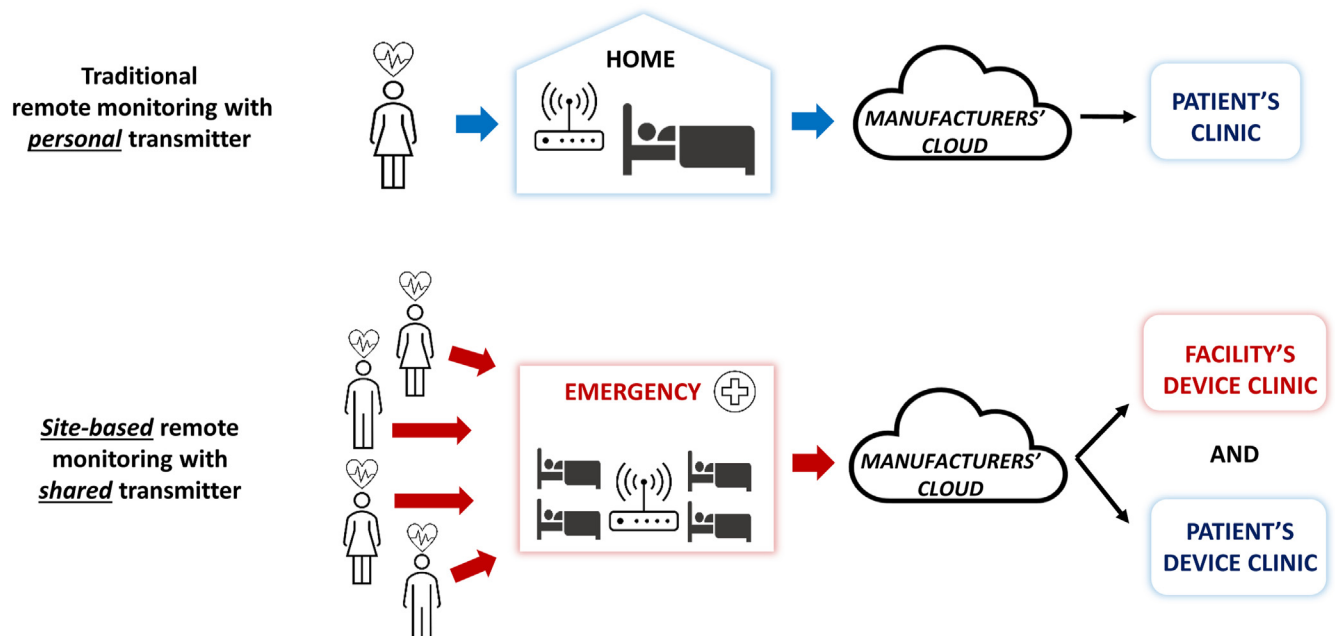 Traditional
remote monitoring with
personal transmitter
HOME
MANUFACTURERS’
CLOUD
PATIENT’S
CLINIC
Site-based remote
monitoring with
shared transmitter
EMERGENCY
MANUFACTURERS’
CLOUD
FACILITY’S
DEVICE CLINIC
AND
PATIENT’S
DEVICE CLINIC